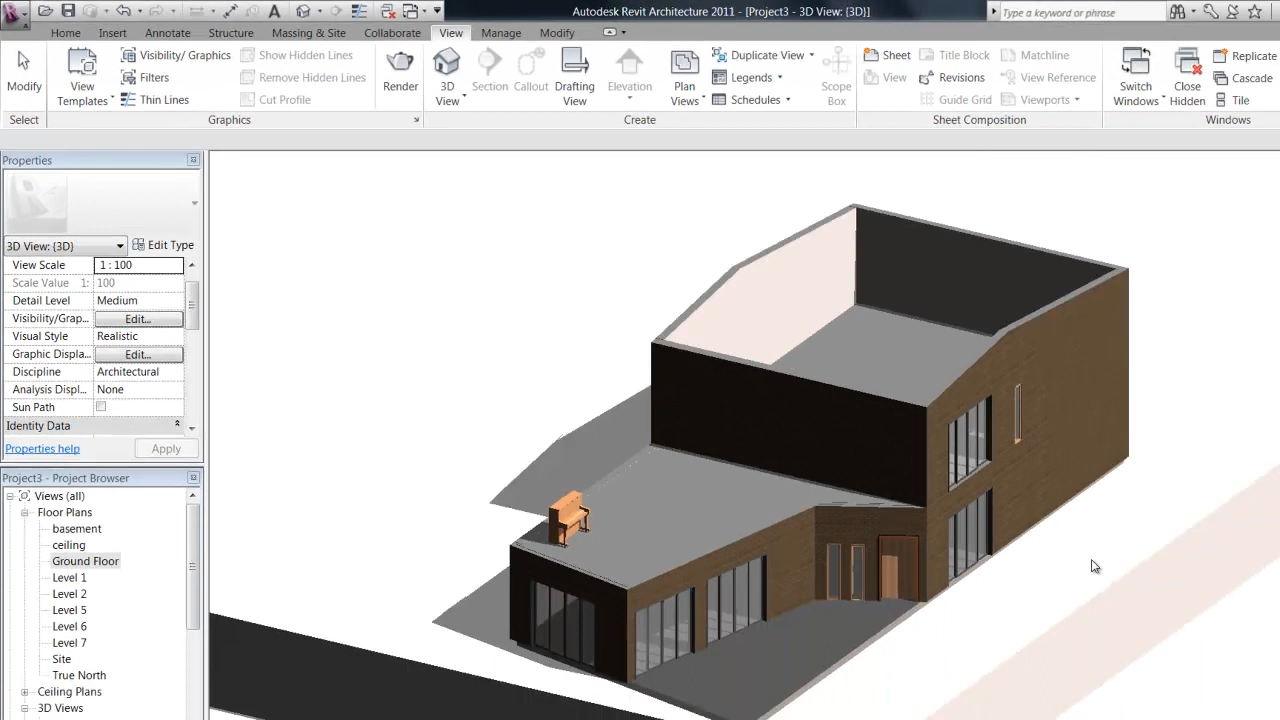 Autodesk Revit Architecture 2011 - [Project3 - 3D View: {3D}]
Type a keyword or phrase
Home Insert Annotate Structure Massing & Site Collaborate View Manage Modify
Visibility/ Graphics Show Hidden Lines Duplicate View Sheet Title Block Matchline Replicate
Filters Remove Hidden Lines Legends View Revisions View Reference Cascade
Modify View Templates Thin Lines Cut Profile Render 3D View Section Callout Drafting View Elevation Plan Views Schedules Scope Box Guide Grid Viewports Switch Windows Close Hidden Tile
Select Graphics Create Sheet Composition Windows
Properties
3D View: {3D} Edit Type
View Scale 1 : 100
Scale Value 1: 100
Detail Level Medium
Visibility/Grap... Edit...
Visual Style Realistic
Graphic Displa... Edit...
Discipline Architectural
Analysis Displ... None
Sun Path
Identity Data
Properties help Apply
Project3 - Project Browser
Views (all)
Floor Plans
basement
ceiling
Ground Floor
Level 1
Level 2
Level 5
Level 6
Level 7
Site
True North
Ceiling Plans
3D Views